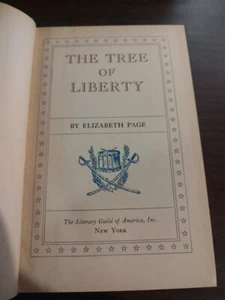 THE TREE
OF
LIBERTY
BY ELIZABETH PAGE
The Literary Guild of America, Inc.
NEW YORK